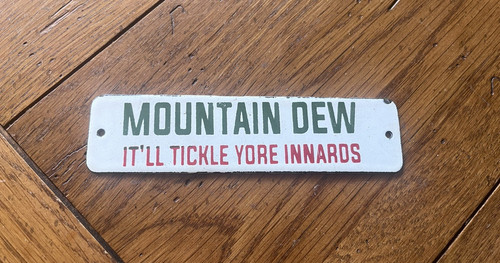 MOUNTAIN DEW
IT'LL TICKLE YORE INNARDS